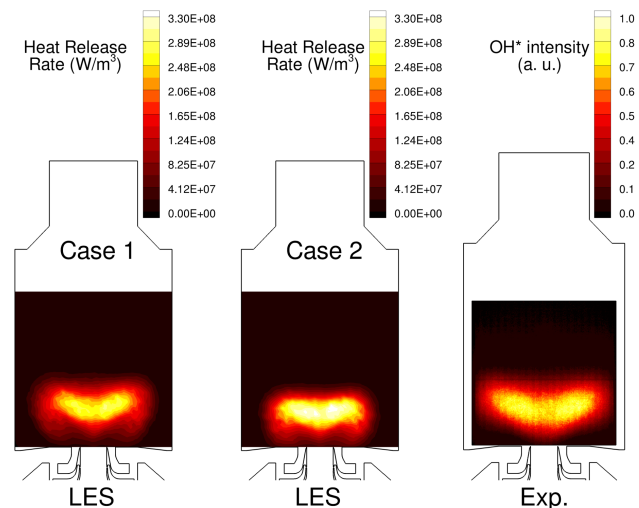 Heat Release
Rate (W/m³)
3.30E+08
2.89E+08
2.48E+08
2.06E+08
1.65E+08
1.24E+08
8.25E+07
4.12E+07
0.00E+00
Case 1
LES
Heat Release
Rate (W/m³)
3.30E+08
2.89E+08
2.48E+08
2.06E+08
1.65E+08
1.24E+08
8.25E+07
4.12E+07
0.00E+00
Case 2
LES
OH* intensity
(a. u.)
1.0
0.8
0.7
0.6
0.5
0.4
0.3
0.2
0.1
0.0
Exp.